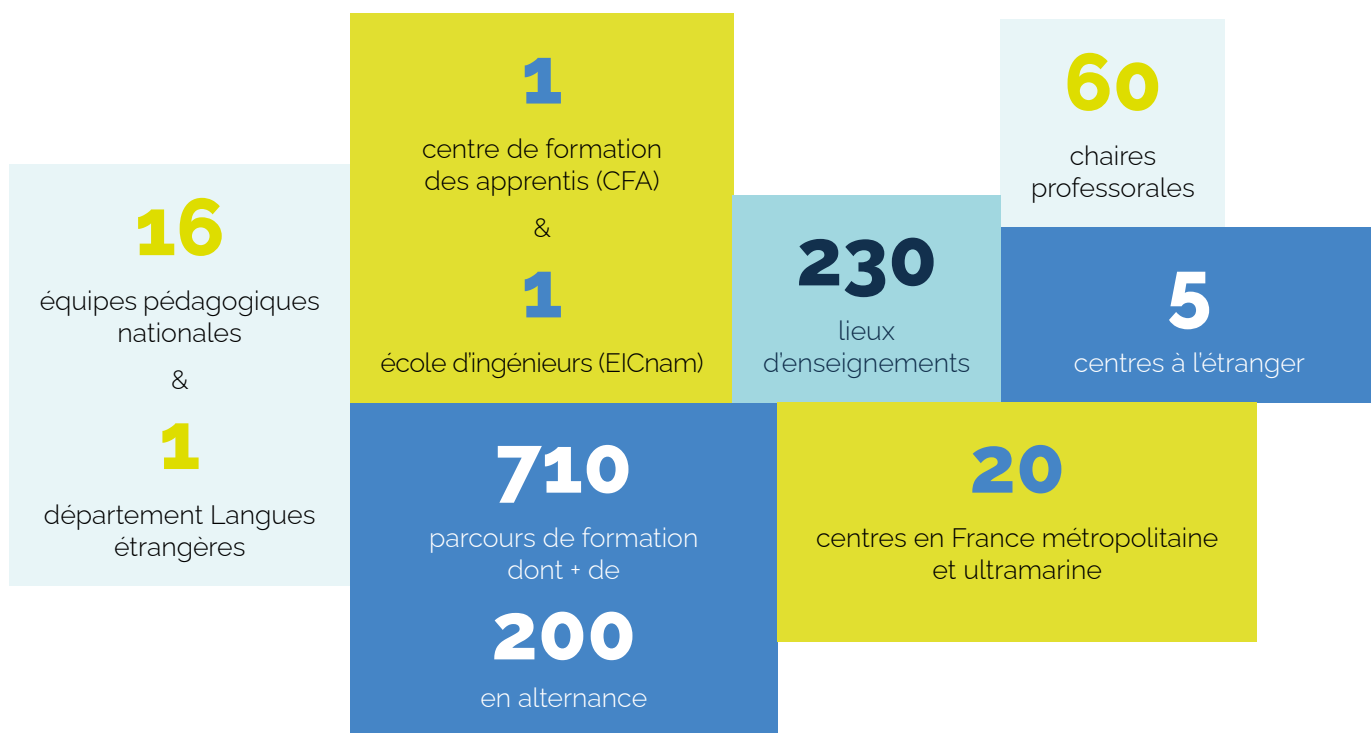 16
équipes pédagogiques
nationales
&
1
département Langues
étrangères
1
centre de formation
des apprentis (CFA)
&
1
école d'ingénieurs (EICnam)
230
lieux
d'enseignements
60
chaires
professorales
5
centres à l'étranger
710
parcours de formation
dont + de
200
en alternance
20
centres en France métropolitaine
et ultramarine